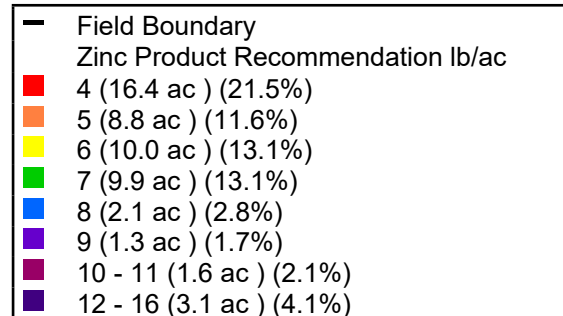 Field Boundary
Zinc Product Recommendation lb/ac
4 (16.4 ac ) (21.5%)
5 (8.8 ac ) (11.6%)
6 (10.0 ac ) (13.1%)
7 (9.9 ac ) (13.1%)
8 (2.1 ac ) (2.8%)
9 (1.3 ac ) (1.7%)
10 - 11 (1.6 ac ) (2.1%)
12 - 16 (3.1 ac ) (4.1%)